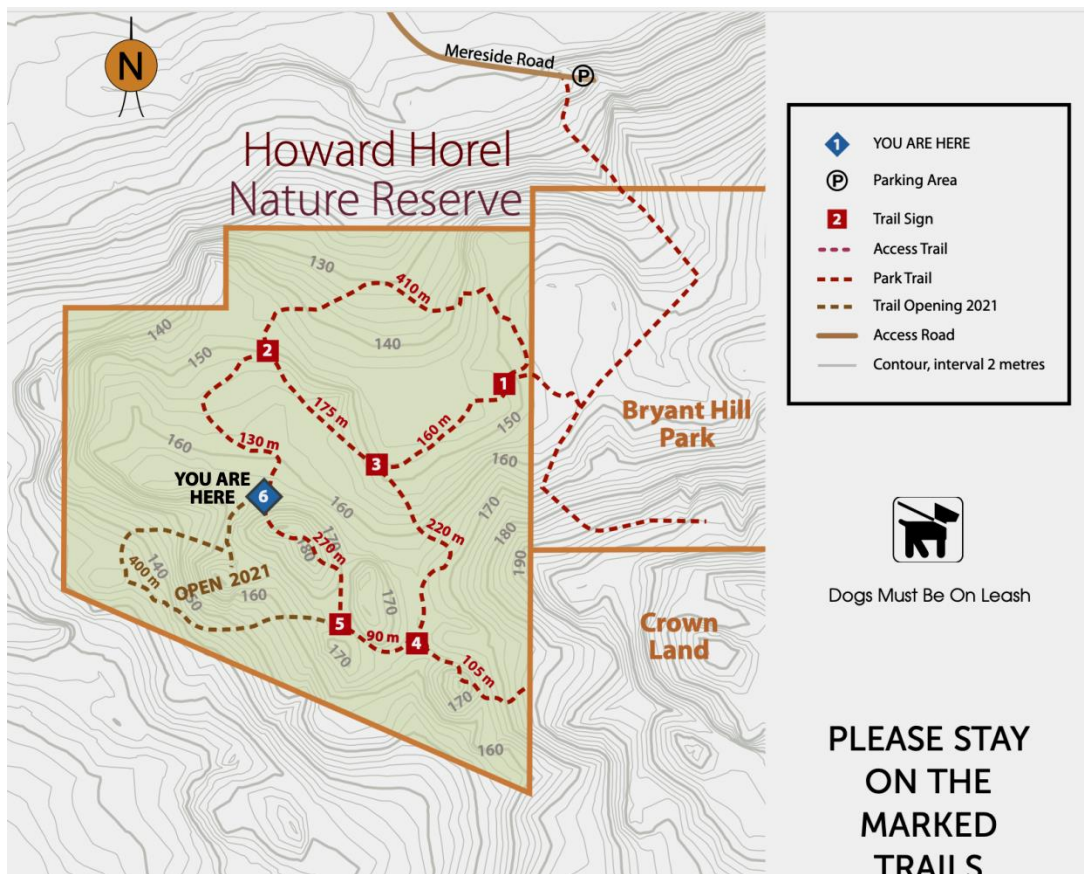 N
Mereside Road
P
Howard Horel
Nature Reserve
130
410 m
140
140
150
2
1
175 m
160 m
150
Bryant Hill
Park
130 m
160
3
160
YOU ARE
HERE
6
160
170
220 m
180
170
270 m
180
190
400 m
140
150
OPEN 2021
160
170
5
90 m
4
170
105 m
170
160
Crown
Land
1
YOU ARE HERE
P
Parking Area
2
Trail Sign
Access Trail
Park Trail
Trail Opening 2021
Access Road
Contour, interval 2 metres
Dogs Must Be On Leash
PLEASE STAY
ON THE
MARKED
TRAILS